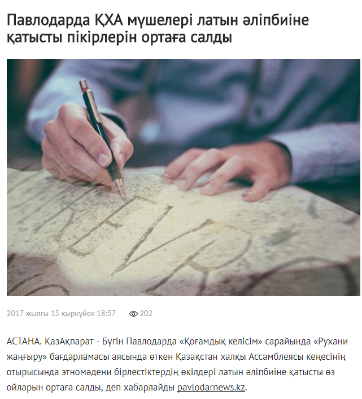 Павлодарда ҚХА мүшелері латын әліпбиіне
қатысты пікірлерін ортаға салды
2017 жылғы 15 қыркүйек 18:37 202
АСТАНА. ҚазАқпарат - Бүгін Павлодарда «Қоғамдық келісім» сарайында «Рухани
жаңғыру» бағдарламасы аясында өткен Қазақстан халқы Ассамблеясы кеңесінің
отырысында этномәдени бірлестіктердің өкілдері латын әліпбиіне қатысты өз
ойларын ортаға салды, деп хабарлайды pavlodarnews.kz.